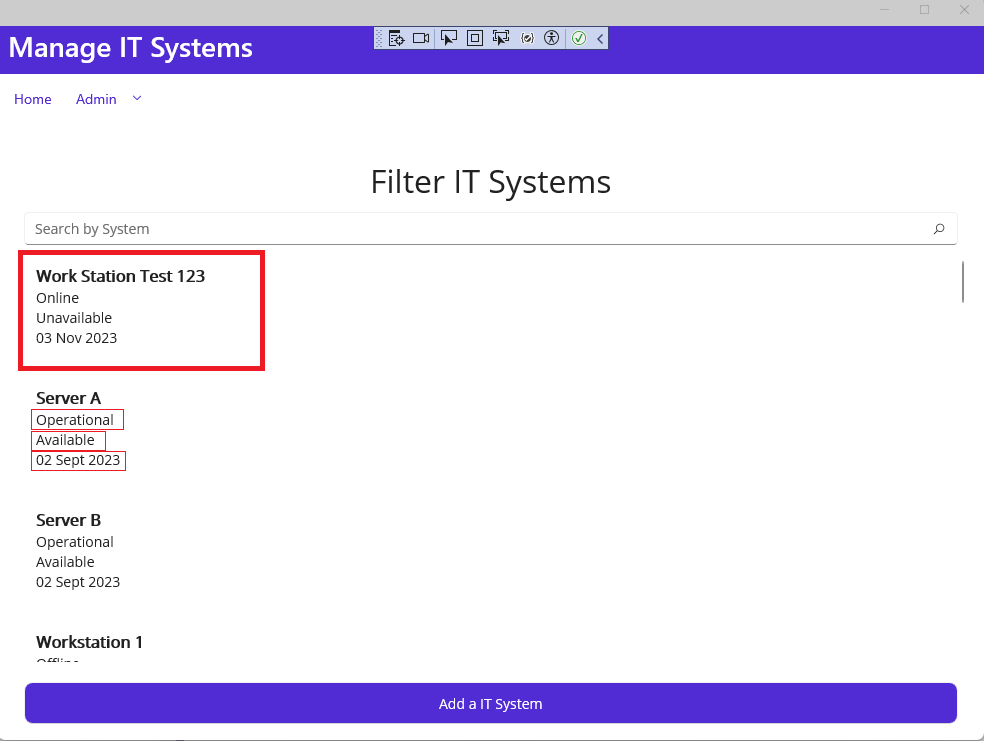 Manage IT Systems
Home Admin
Filter IT Systems
Search by System
Work Station Test 123
Online
Unavailable
03 Nov 2023
Server A
Operational
Available
02 Sept 2023
Server B
Operational
Available
02 Sept 2023
Workstation 1
Offline
Add a IT System